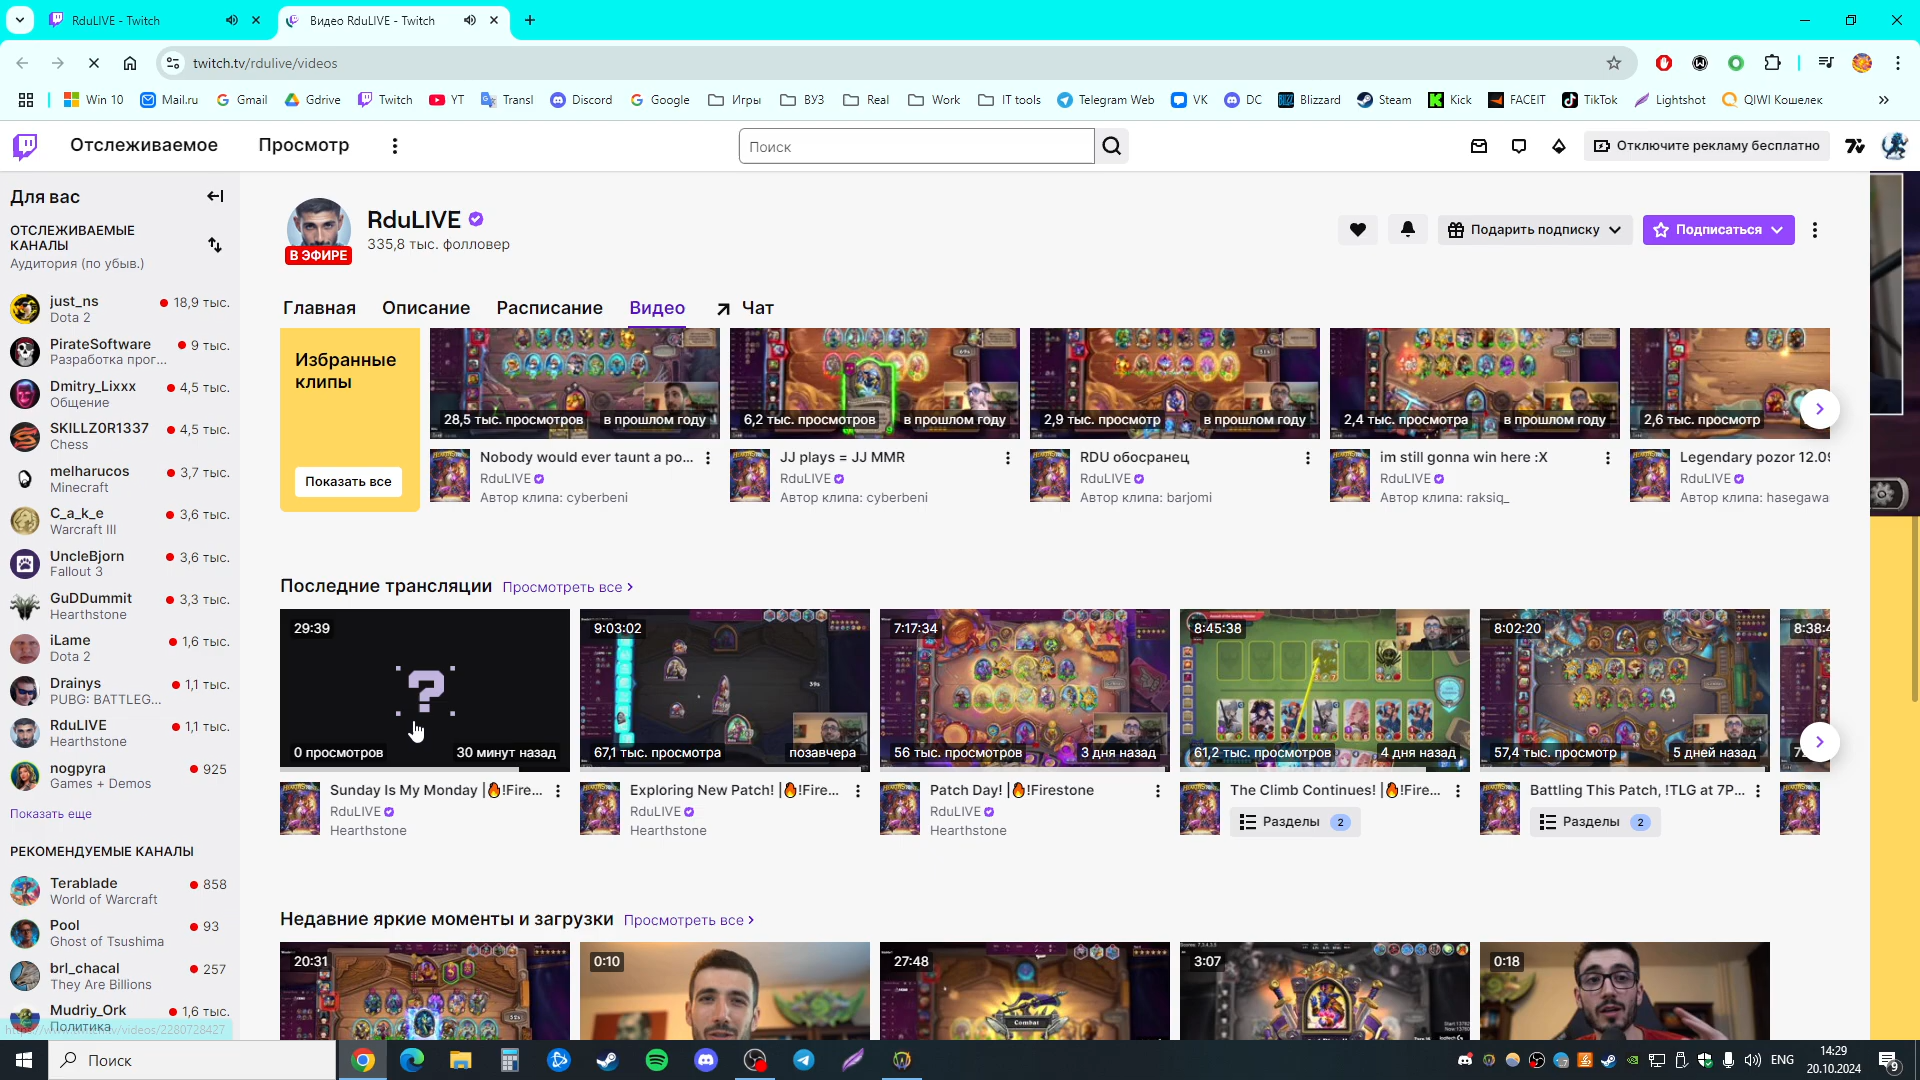 RduLIVE - Twitch
Видео RduLIVE - Twitch
twitch.tv/rdulive/videos
Win 10
Mail.ru
Gmail
Gdrive
Twitch
YT
Transl
Discord
Google
Игры
ВУЗ
Real
Work
IT tools
Telegram Web
VK
DC
Blizzard
Steam
Kick
FACEIT
TikTok
Lightshot
QIWI Кошелек
Отслеживаемое
Просмотр
Поиск
Отключите рекламу бесплатно
Для вас
ОТСЛЕЖИВАЕМЫЕ
КАНАЛЫ
Аудитория (по убыв.)
just_ns
18,9 тыс.
Dota 2
PirateSoftware
9 тыс.
Разработка прог...
Dmitry_Lixxx
4,5 тыс.
Общение
SKILLZ0R1337
4,5 тыс.
Chess
melharucos
3,7 тыс.
Minecraft
C_a_k_e
3,6 тыс.
Warcraft III
UncleBjorn
3,6 тыс.
Fallout 3
GuDDummit
3,3 тыс.
Hearthstone
iLame
1,6 тыс.
Dota 2
Drainys
1,1 тыс.
PUBG: BATTLEG...
RduLIVE
1,1 тыс.
Hearthstone
nogpyra
925
Games + Demos
Показать еще
РЕКОМЕНДУЕМЫЕ КАНАЛЫ
Terablade
858
World of Warcraft
Pool
93
Ghost of Tsushima
brl_chacal
257
They Are Billions
Mudriy_Ork
1,6 тыс.
Политика
RduLIVE
335,8 тыс. фолловер
В ЭФИРЕ
Подарить подписку
Подписаться
Главная
Описание
Расписание
Видео
Чат
Избранные
клипы
Показать все
28,5 тыс. просмотров
в прошлом году
Nobody would ever taunt a po...
RduLIVE
Автор клипа: cyberbeni
6,2 тыс. просмотров
в прошлом году
JJ plays = JJ MMR
RduLIVE
Автор клипа: cyberbeni
2,9 тыс. просмотр
в прошлом году
RDU обосранец
RduLIVE
Автор клипа: barjomi
2,4 тыс. просмотра
в прошлом году
im still gonna win here :X
RduLIVE
Автор клипа: raksiq_
2,6 тыс. просмотр
Legendary pozor 12.09
RduLIVE
Автор клипа: hasegawa
Последние трансляции
Просмотреть все
29:39
0 просмотров
30 минут назад
Sunday Is My Monday |🔥!Fire...
RduLIVE
Hearthstone
9:03:02
67,1 тыс. просмотра
позавчера
Exploring New Patch! |🔥!Fire...
RduLIVE
Hearthstone
7:17:34
56 тыс. просмотров
3 дня назад
Patch Day! |🔥!Firestone
RduLIVE
Hearthstone
8:45:38
61,2 тыс. просмотров
4 дня назад
The Climb Continues! |🔥!Fire...
Разделы 2
8:02:20
57,4 тыс. просмотр
5 дней назад
Battling This Patch, !TLG at 7P...
Разделы 2
8:38:4
Недавние яркие моменты и загрузки
Просмотреть все
20:31
0:10
27:48
Combat
3:07
0:18
Поиск
ENG
14:29
20.10.2024
9